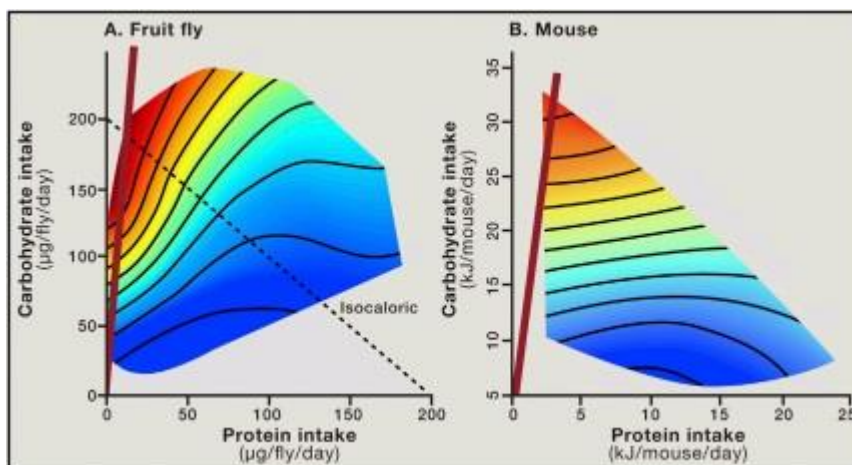 A. Fruit fly
Carbohydrate intake
(µg/fly/day)
200
150
100
50
0
Isocaloric
0 50 100 150 200
Protein intake
(µg/fly/day)
B. Mouse
Carbohydrate intake
(kJ/mouse/day)
35
30
25
20
15
10
5
0 5 10 15 20 25
Protein intake
(kJ/mouse/day)